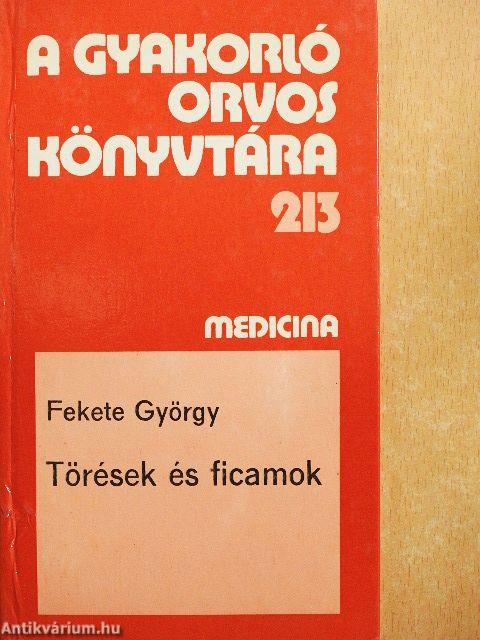 A GYAKORLÓ
ORVOS
KÖNYVTÁRA
213
MEDICINA
Fekete György
Törések és ficamok
Antikvárium.hu